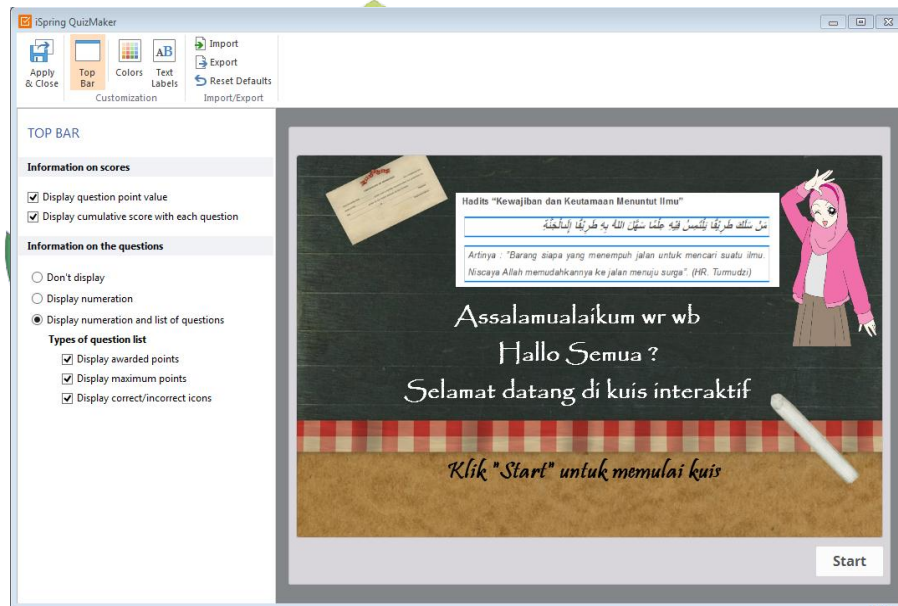 iSpring QuizMaker
Apply & Close
Top Bar
Colors
Text Labels
Import
Export
Reset Defaults
Customization
Import/Export
TOP BAR
Information on scores
Display question point value
Display cumulative score with each question
Information on the questions
Don't display
Display numeration
Display numeration and list of questions
Types of question list
Display awarded points
Display maximum points
Display correct/incorrect icons
Hadits “Kewajiban dan Keutamaan Menuntut Ilmu”
مَنْ سَلَكَ طَرِيْقًا يَلْتَمِسُ فِيْهِ عِلْمًا سَهَّلَ اللهُ بِهِ طَرِيْقًا إِلَىالْجَنَّةِ
Artinya : "Barang siapa yang menempuh jalan untuk mencari suatu ilmu.
Niscaya Allah memudahkannya ke jalan menuju surga". (HR. Turmudzi)
Assalamualaikum wr wb
Hallo Semua ?
Selamat datang di kuis interaktif
Klik "Start" untuk memulai kuis
Start